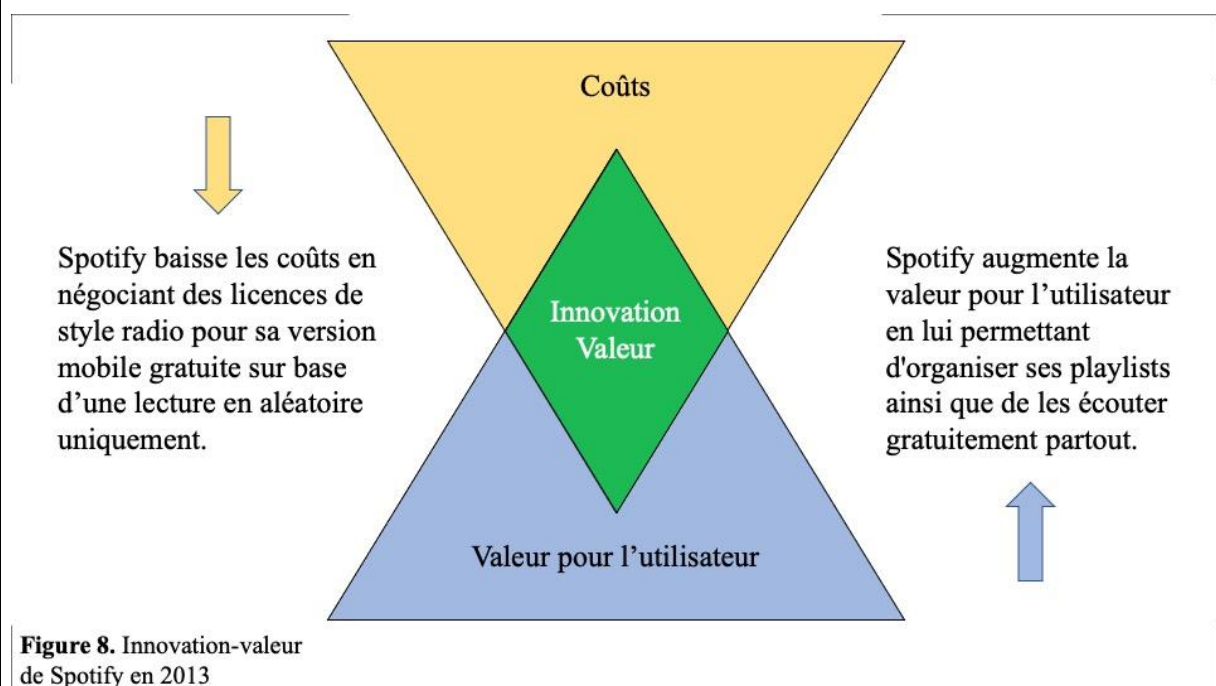 Coûts
Spotify baisse les coûts en
négociant des licences de
style radio pour sa version
mobile gratuite sur base
d’une lecture en aléatoire
uniquement.
Innovation
Valeur
Spotify augmente la
valeur pour l’utilisateur
en lui permettant
d'organiser ses playlists
ainsi que de les écouter
gratuitement partout.
Valeur pour l’utilisateur
Figure 8. Innovation-valeur
de Spotify en 2013